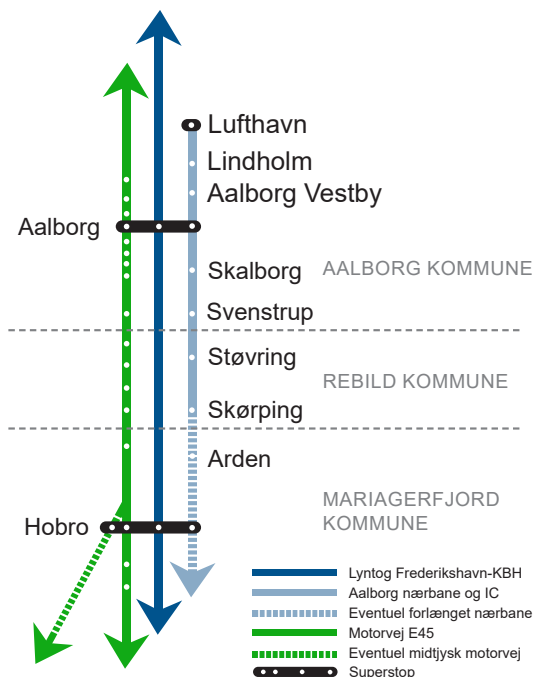 Lufthavn
Lindholm
Aalborg Vestby
Aalborg
Skalborg
AALBORG KOMMUNE
Svenstrup
Støvring
REBILD KOMMUNE
Skørping
Arden
MARIAGERFJORD
KOMMUNE
Hobro
Lyntog Frederikshavn-KBH
Aalborg nærbane og IC
Eventuel forlænget nærbane
Motorvej E45
Eventuel midtjysk motorvej
Superstop